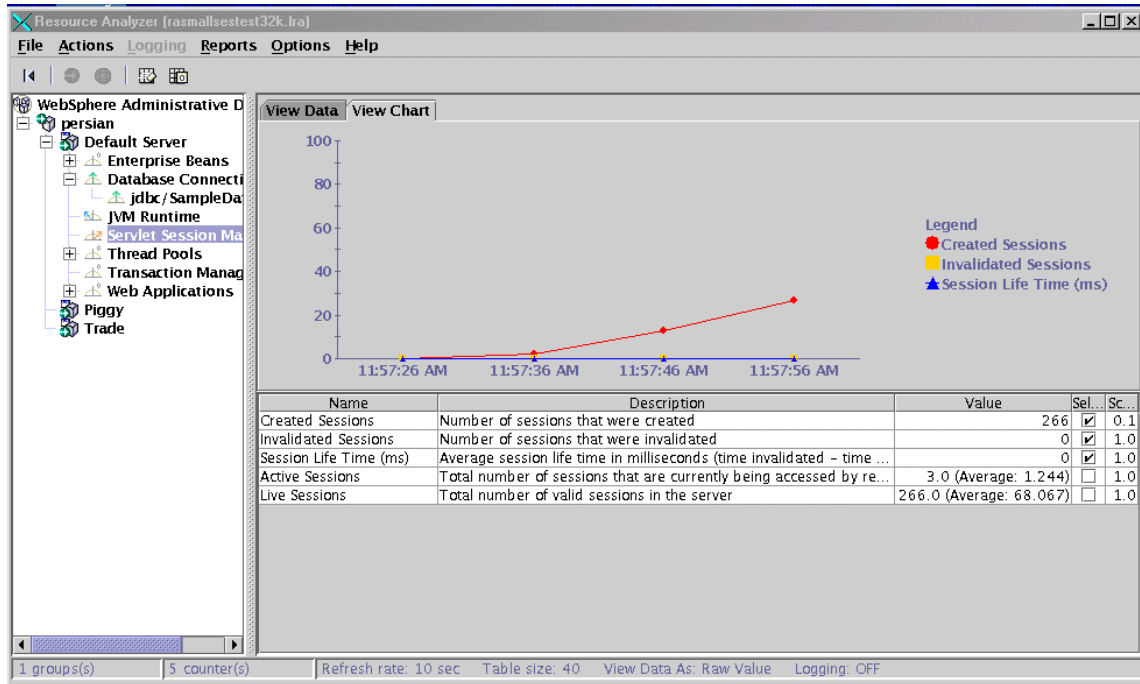 Resource Analyzer (rasmallsestest32k.lra)
File Actions Logging Reports Options Help
WebSphere Administrative D
persian
Default Server
Enterprise Beans
Database Connecti
jdbc/SampleDa
JVM Runtime
Servlet Session Ma
Thread Pools
Transaction Manag
Web Applications
Piggy
Trade
View Data View Chart
100
80
60
40
20
0
11:57:26 AM 11:57:36 AM 11:57:46 AM 11:57:56 AM
Legend
Created Sessions
Invalidated Sessions
Session Life Time (ms)
Name Description Value Sel... Sc...
Created Sessions Number of sessions that were created 266 0.1
Invalidated Sessions Number of sessions that were invalidated 0 1.0
Session Life Time (ms) Average session life time in milliseconds (time invalidated - time ... 0 1.0
Active Sessions Total number of sessions that are currently being accessed by re... 3.0 (Average: 1.244) 1.0
Live Sessions Total number of valid sessions in the server 266.0 (Average: 68.067) 1.0
1 groups(s) 5 counter(s) Refresh rate: 10 sec Table size: 40 View Data As: Raw Value Logging: OFF